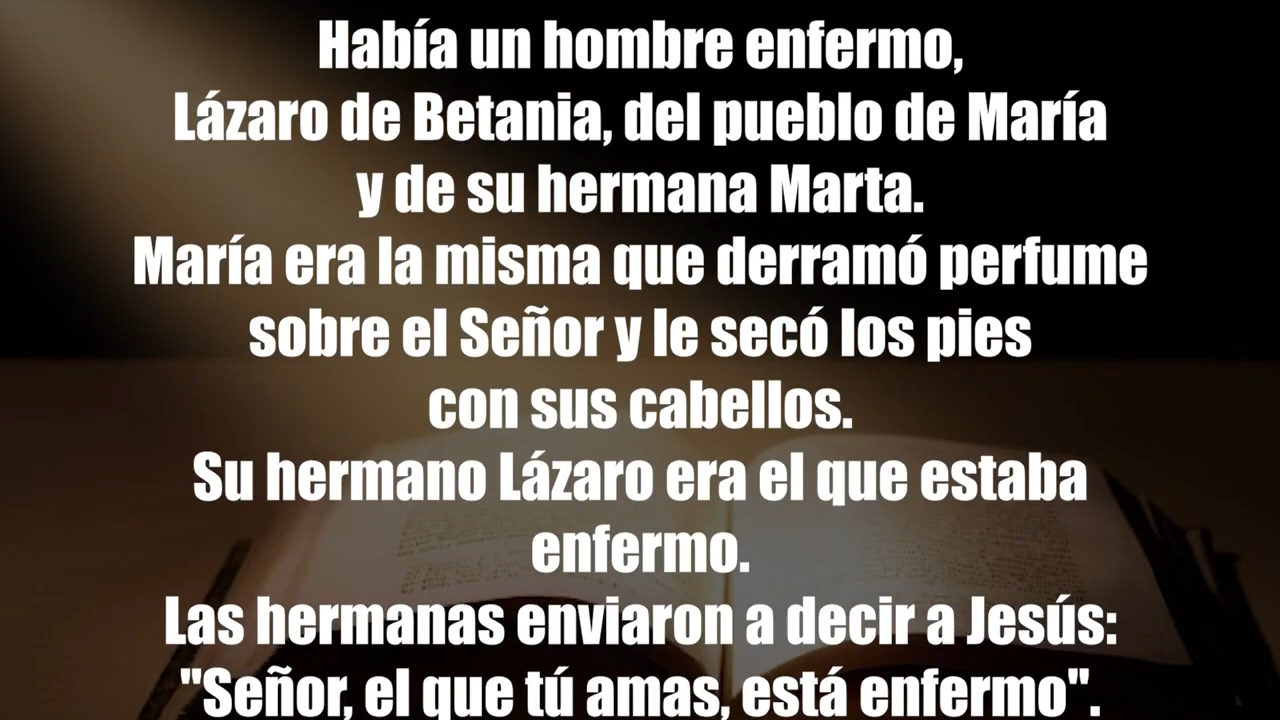 Había un hombre enfermo,
Lázaro de Betania, del pueblo de María
y de su hermana Marta.
María era la misma que derramó perfume
sobre el Señor y le secó los pies
con sus cabellos.
Su hermano Lázaro era el que estaba
enfermo.
Las hermanas enviaron a decir a Jesús:
"Señor, el que tú amas, está enfermo".